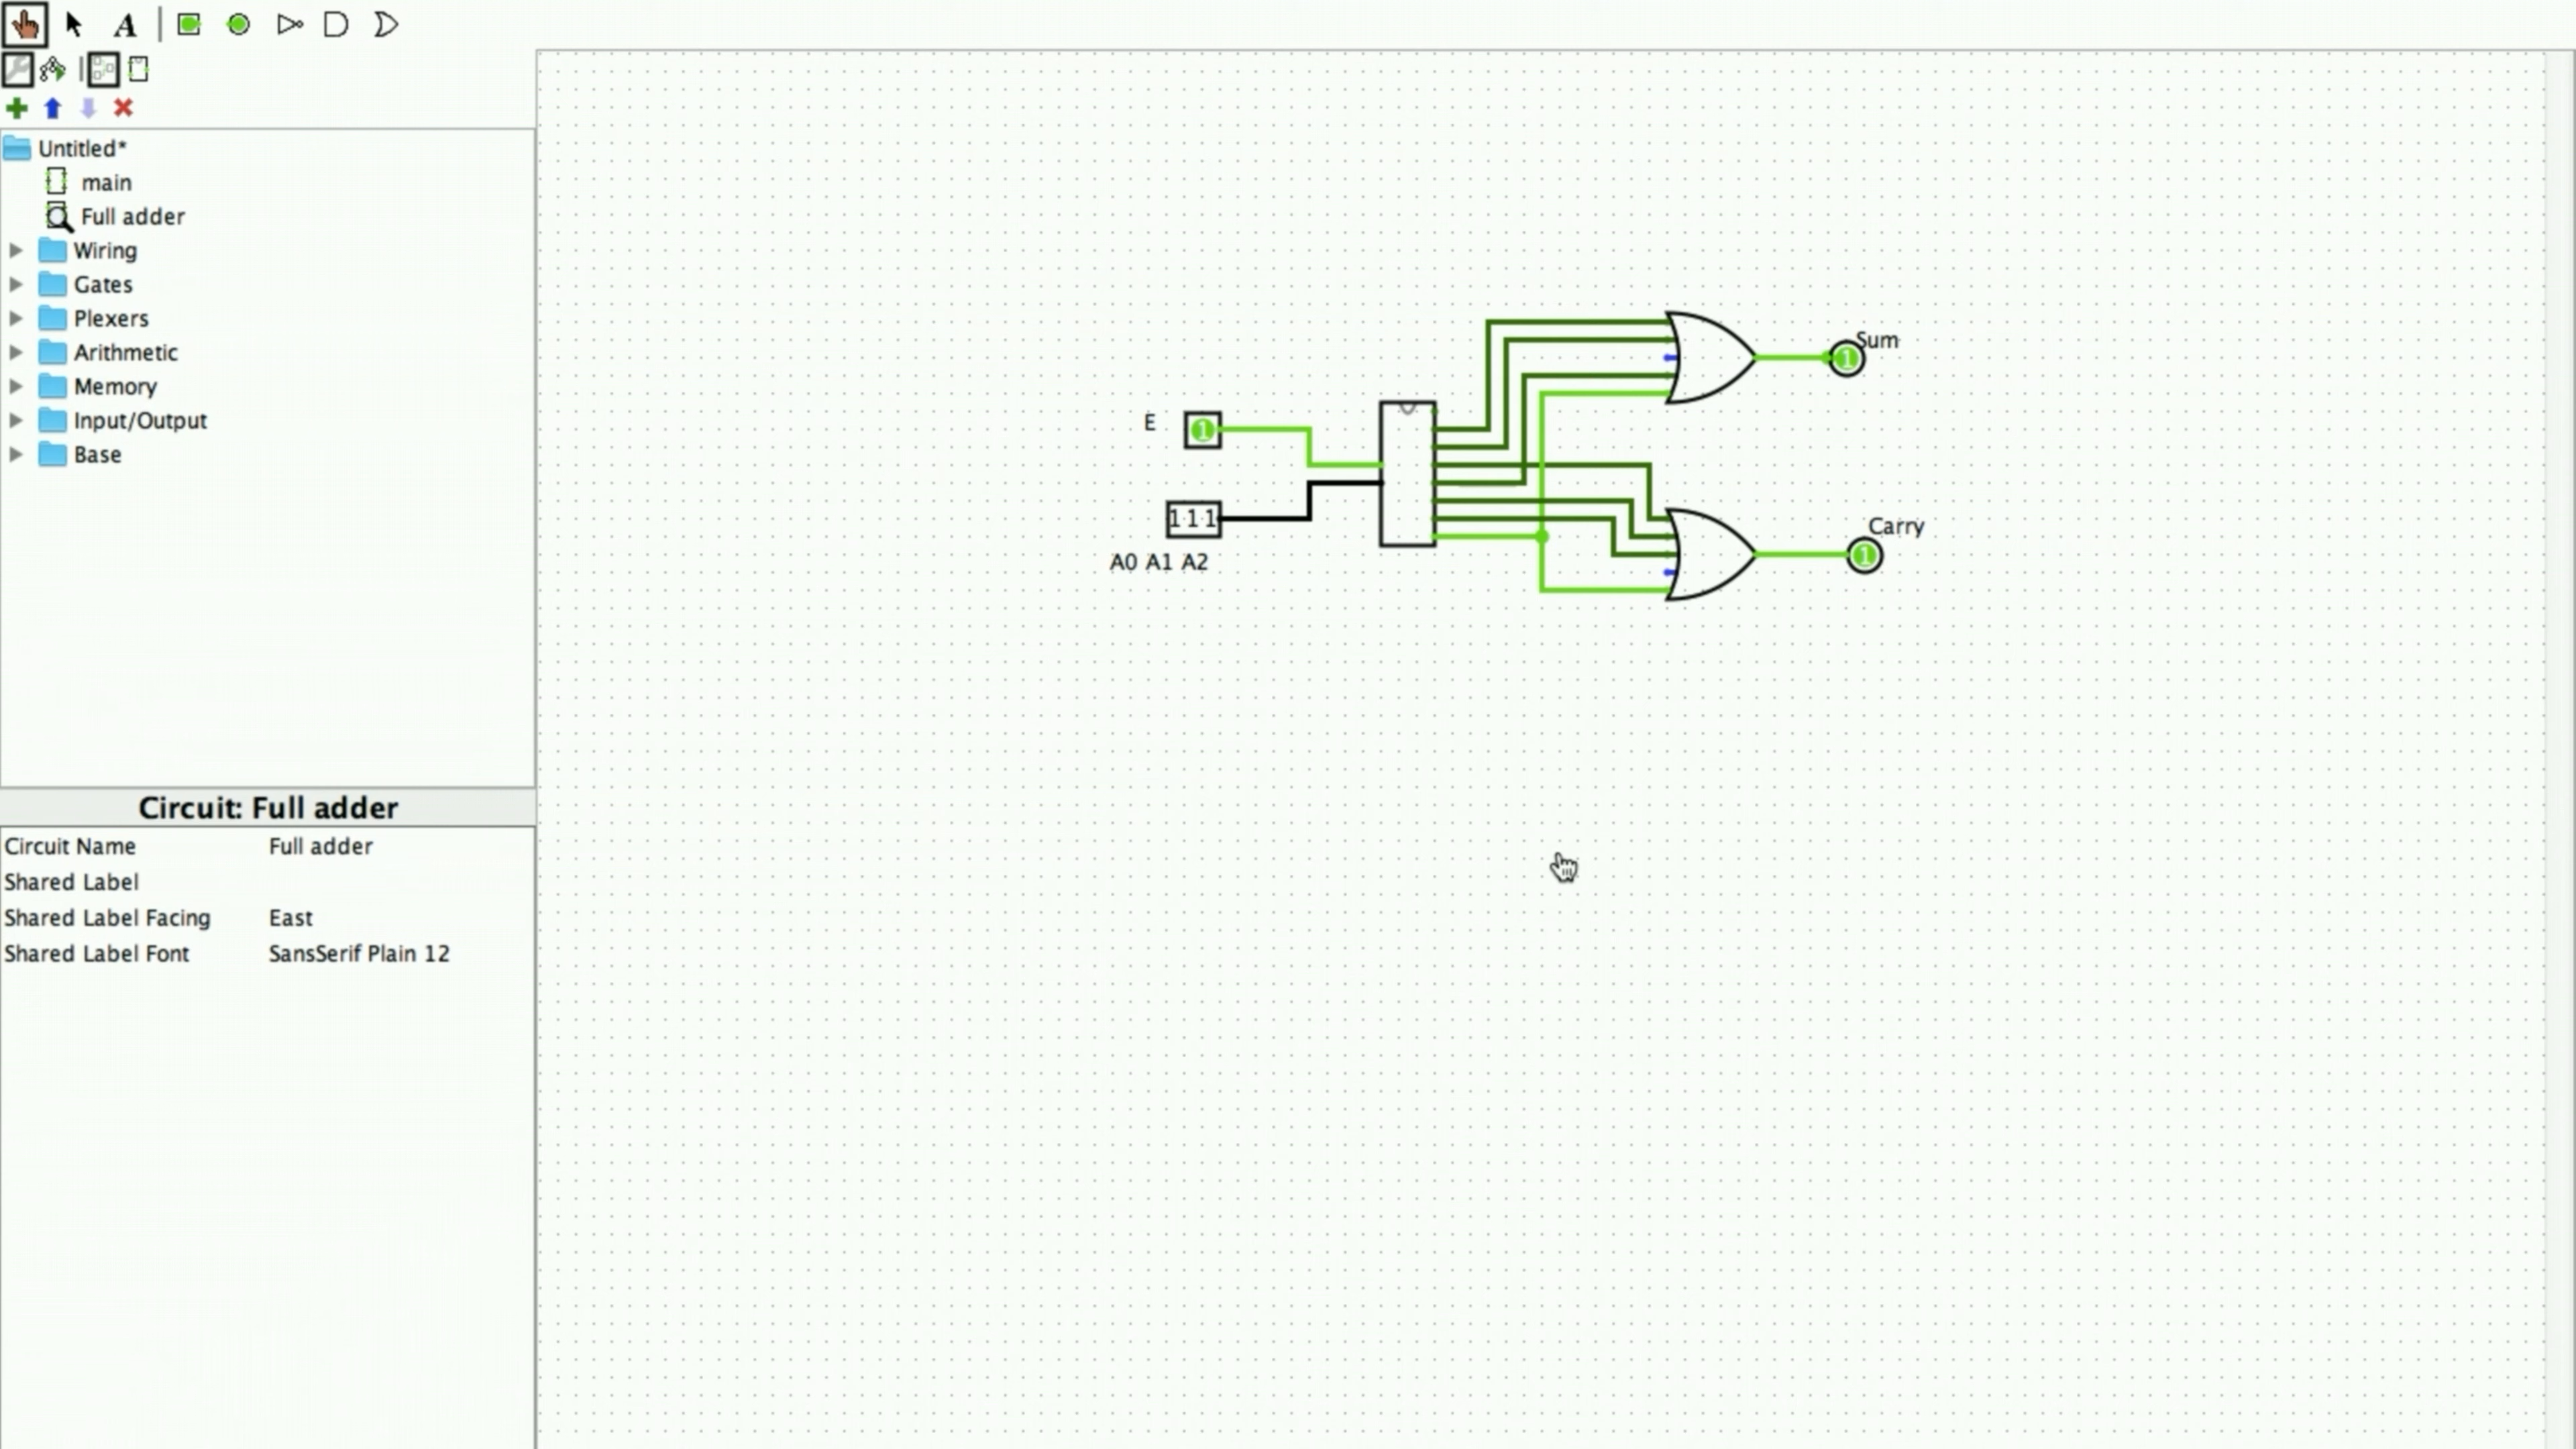 A
Untitled*
main
Full adder
Wiring
Gates
Plexers
Arithmetic
Memory
Input/Output
Base
Sum
1
E
1
1 1 1
Carry
1
A0 A1 A2
Circuit: Full adder
Circuit Name Full adder
Shared Label
Shared Label Facing East
Shared Label Font SansSerif Plain 12